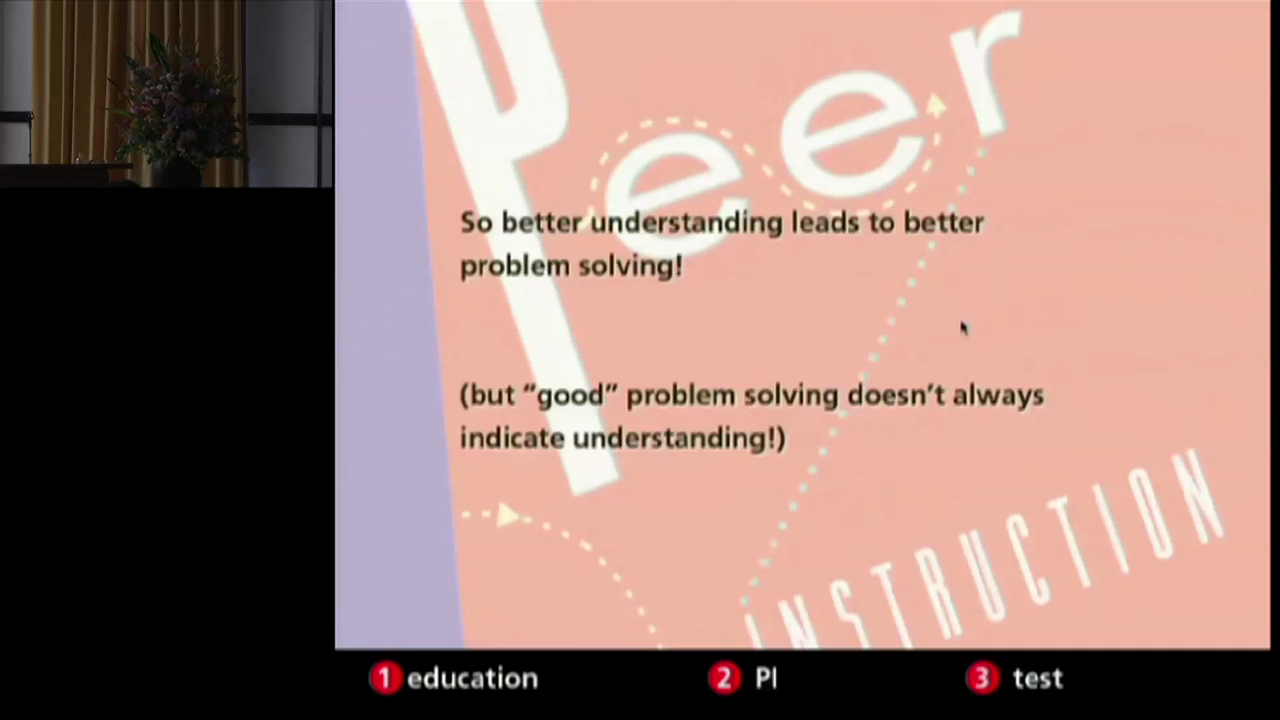 Peer
So better understanding leads to better
problem solving!
(but “good” problem solving doesn’t always
indicate understanding!)
INSTRUCTION
1 education 2 PI 3 test